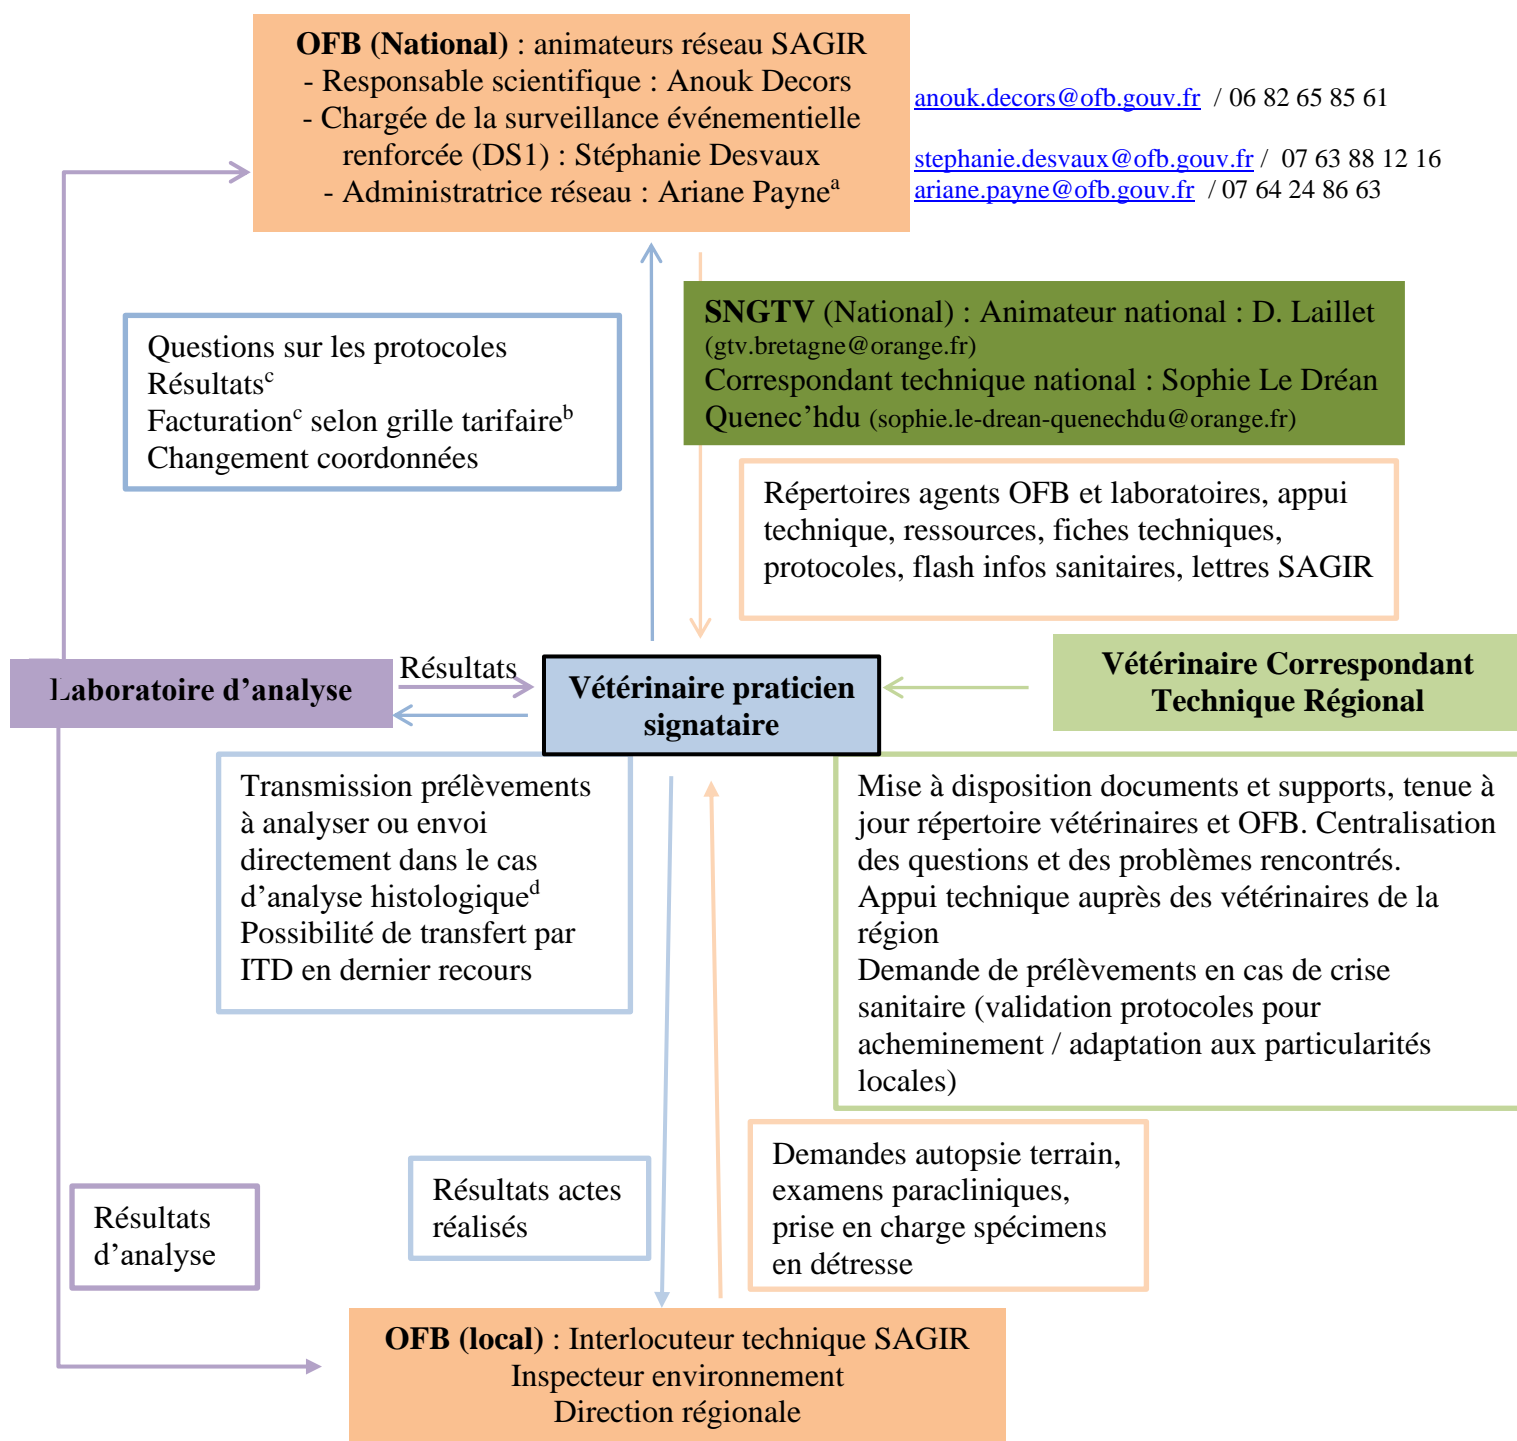 OFB (National) : animateurs réseau SAGIR
- Responsable scientifique : Anouk Decors
- Chargée de la surveillance événementielle
renforcée (DS1) : Stéphanie Desvaux
- Administratrice réseau : Ariane Payneᵃ
anouk.decors@ofb.gouv.fr / 06 82 65 85 61
stephanie.desvaux@ofb.gouv.fr / 07 63 88 12 16
ariane.payne@ofb.gouv.fr / 07 64 24 86 63
SNGTV (National) : Animateur national : D. Laillet
(gtv.bretagne@orange.fr)
Correspondant technique national : Sophie Le Dréan
Quenec’hdu (sophie.le-drean-quenechdu@orange.fr)
Questions sur les protocoles
Résultatsᶜ
Facturationᶜ selon grille tarifaireᵇ
Changement coordonnées
Répertoires agents OFB et laboratoires, appui
technique, ressources, fiches techniques,
protocoles, flash infos sanitaires, lettres SAGIR
Laboratoire d’analyse
Résultats
Vétérinaire praticien
signataire
Vétérinaire Correspondant
Technique Régional
Transmission prélèvements
à analyser ou envoi
directement dans le cas
d’analyse histologiqueᵈ
Possibilité de transfert par
ITD en dernier recours
Mise à disposition documents et supports, tenue à
jour répertoire vétérinaires et OFB. Centralisation
des questions et des problèmes rencontrés.
Appui technique auprès des vétérinaires de la
région
Demande de prélèvements en cas de crise
sanitaire (validation protocoles pour
acheminement / adaptation aux particularités
locales)
Résultats
d’analyse
Résultats actes
réalisés
Demandes autopsie terrain,
examens paracliniques,
prise en charge spécimens
en détresse
OFB (local) : Interlocuteur technique SAGIR
Inspecteur environnement
Direction régionale